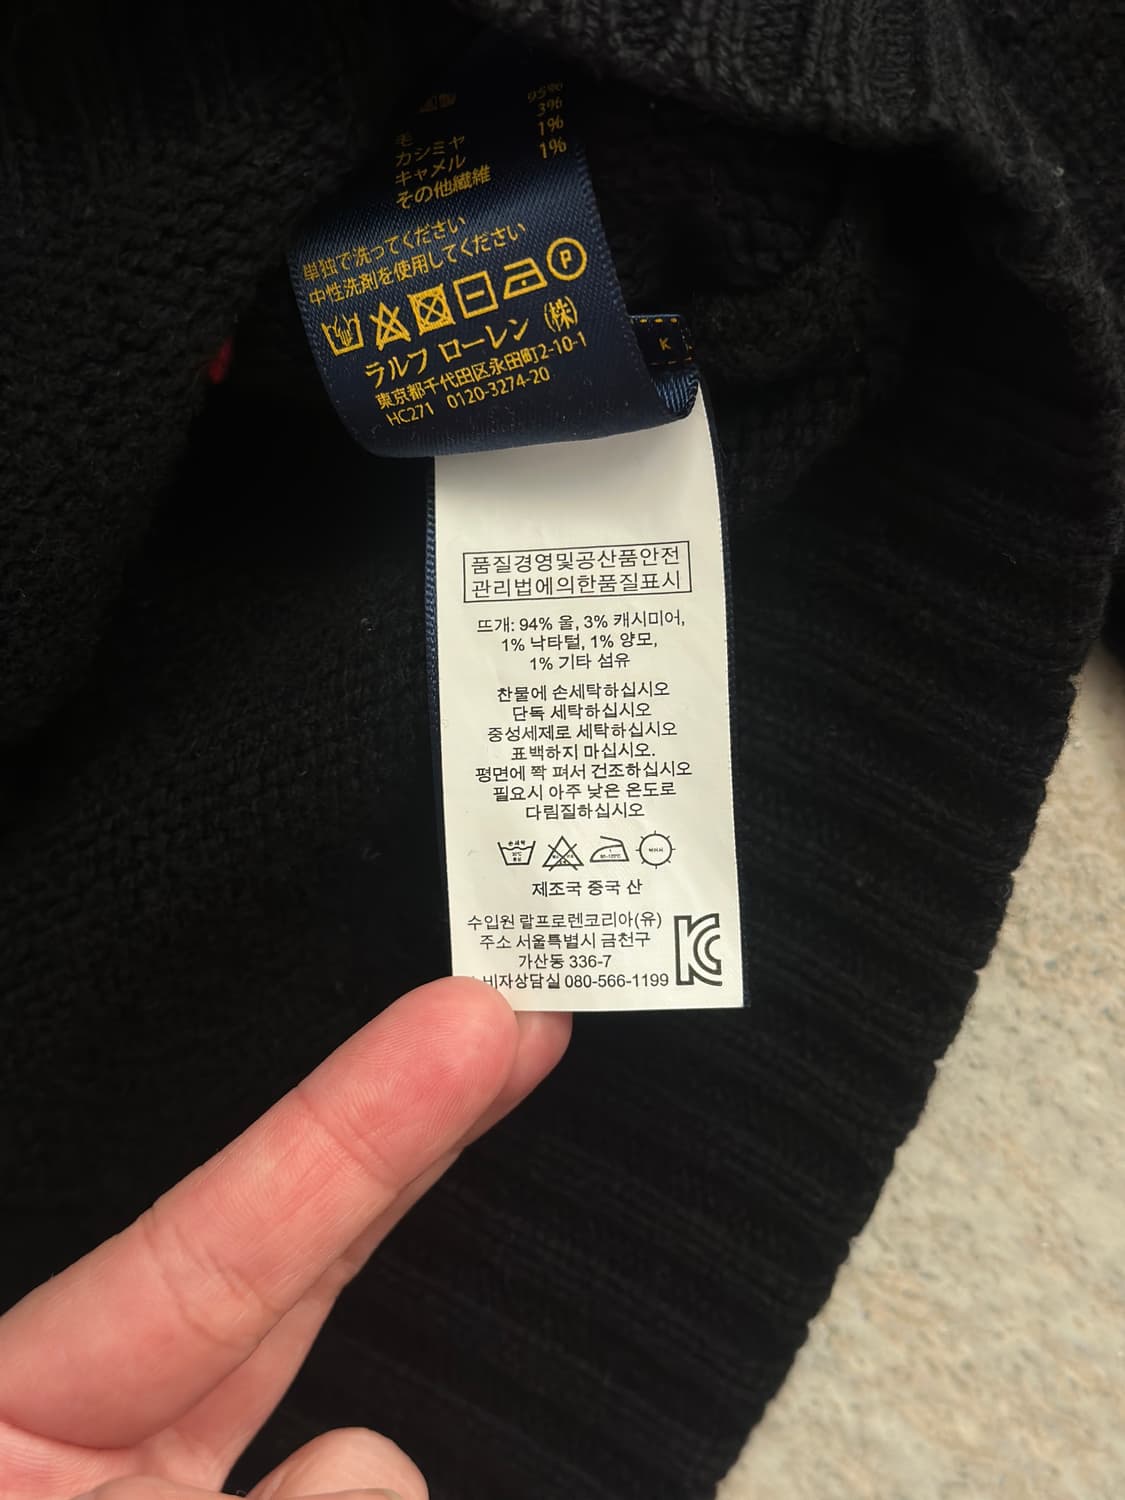 毛
95%
カシミヤ 3%
キャメル 1%
その他繊維 1%
単独で洗ってください
中性洗剤を使用してください
P
ラルフ ローレン (株)
東京都千代田区永田町2-10-1
HC271 0120-3274-20
K
품질경영및공산품안전
관리법에의한품질표시
뜨개: 94% 울, 3% 캐시미어,
1% 낙타털, 1% 양모,
1% 기타 섬유
찬물에 손세탁하십시오
단독 세탁하십시오
중성세제로 세탁하십시오
표백하지 마십시오.
평면에 쫙 펴서 건조하십시오
필요시 아주 낮은 온도로
다림질하십시오
제조국 중국 산
수입원 랄프로렌코리아(유)
주소 서울특별시 금천구
가산동 336-7
비자상담실 080-566-1199
KC